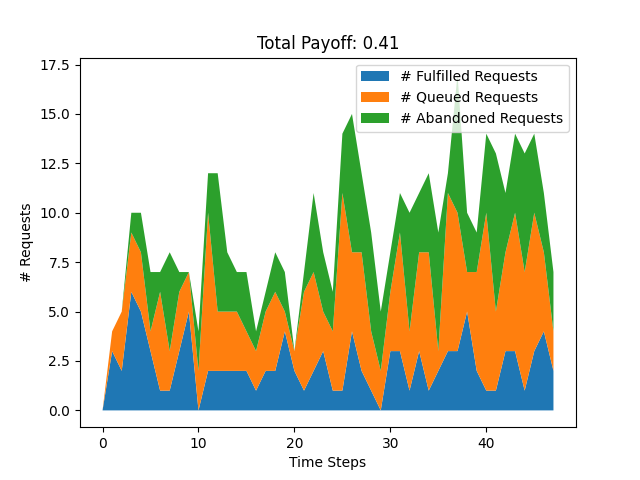 Total Payoff: 0.41
17.5
15.0
12.5
10.0
7.5
5.0
2.5
0.0
# Requests
# Fulfilled Requests
# Queued Requests
# Abandoned Requests
0
10
20
30
40
Time Steps